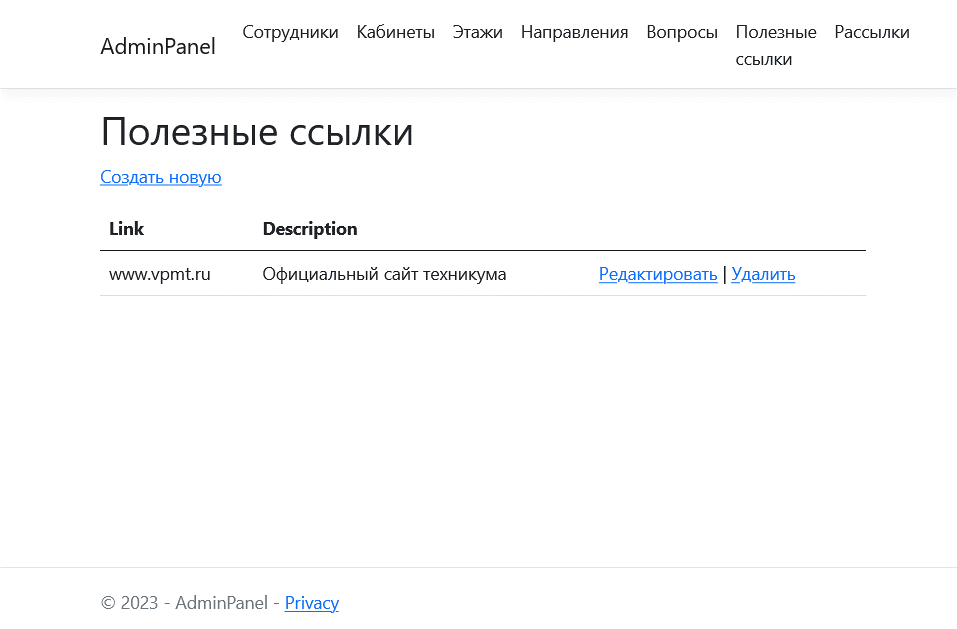 AdminPanel
Сотрудники Кабинеты Этажи Направления Вопросы Полезные ссылки Рассылки
Полезные ссылки
Создать новую
Link Description
www.vpmt.ru Официальный сайт техникума Редактировать | Удалить
© 2023 - AdminPanel - Privacy